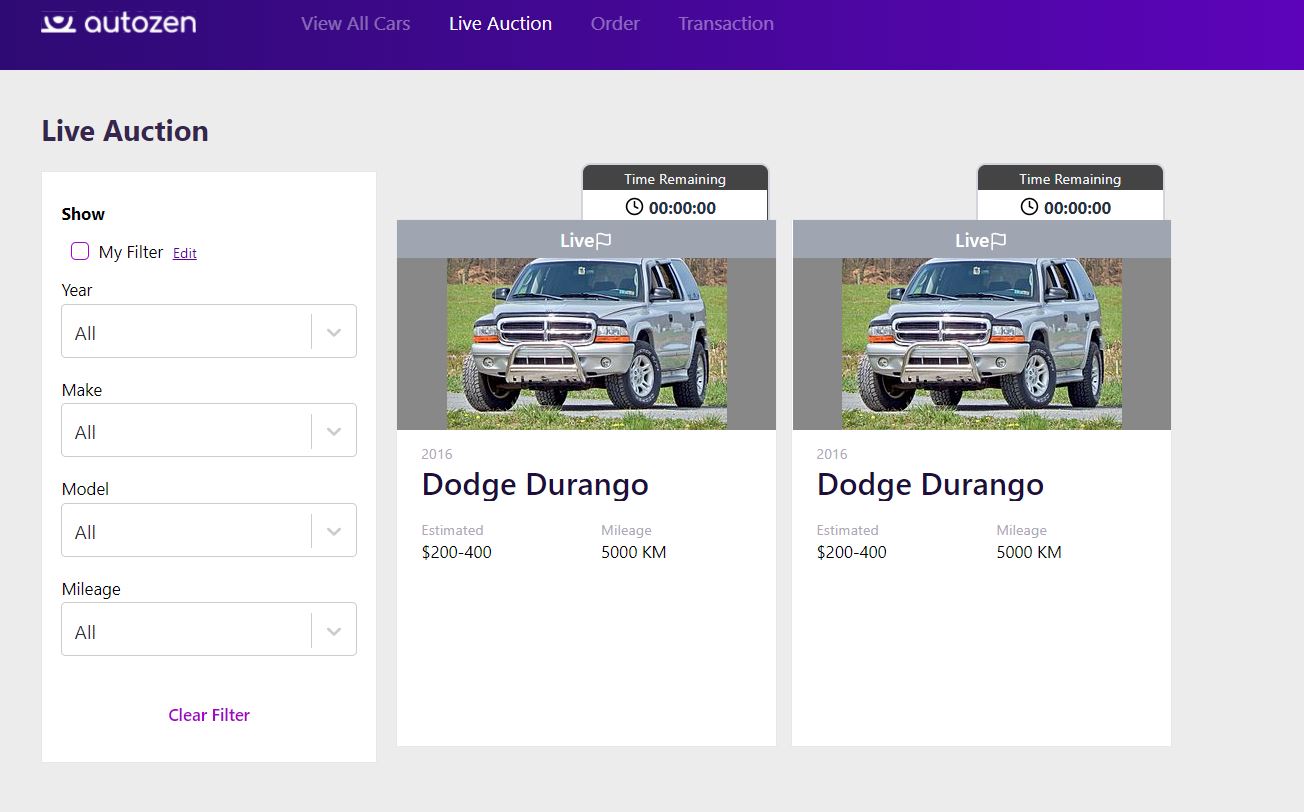 autozen
View All Cars
Live Auction
Order
Transaction
Live Auction
Show
My Filter Edit
Year
All
Make
All
Model
All
Mileage
All
Clear Filter
Time Remaining
00:00:00
Live
2016
Dodge Durango
Estimated
Mileage
$200-400
5000 KM
Time Remaining
00:00:00
Live
2016
Dodge Durango
Estimated
Mileage
$200-400
5000 KM